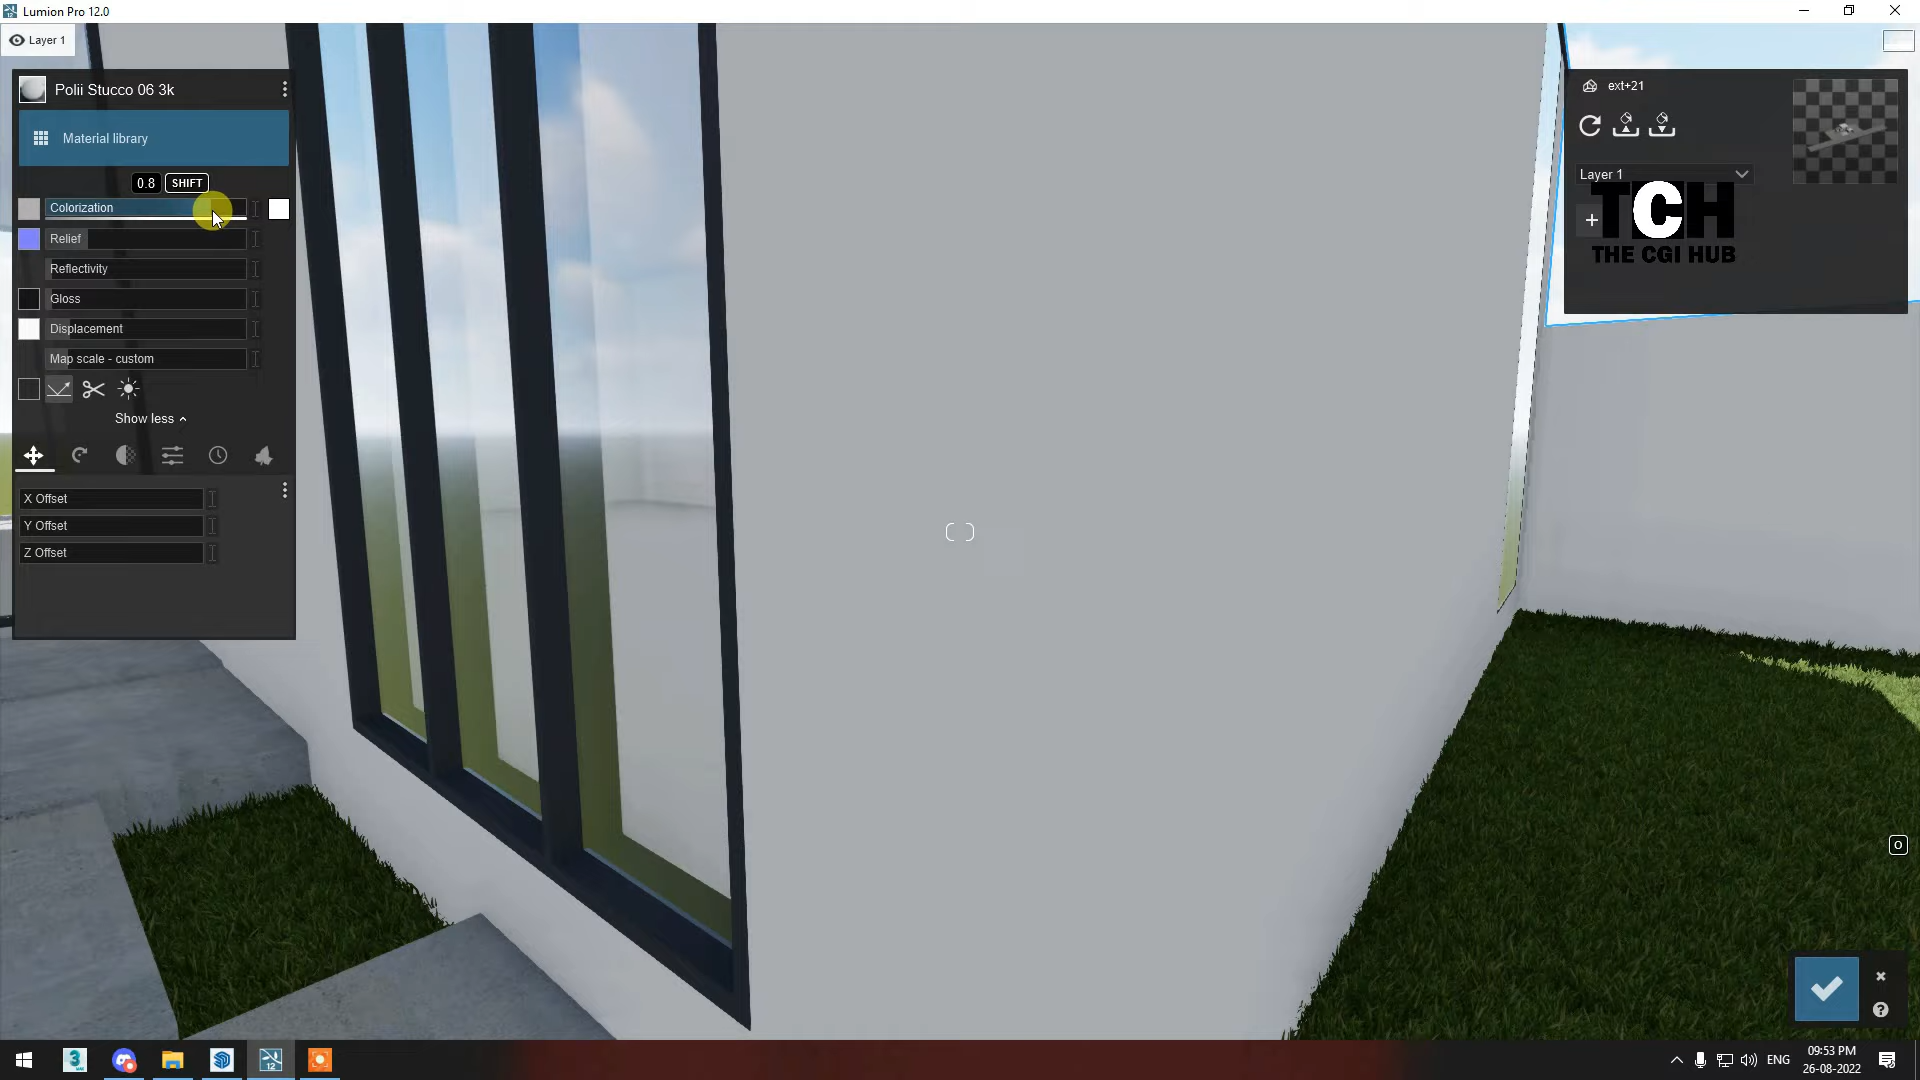 Lumion Pro 12.0
Layer 1
Polii Stucco 06 3k
Material library
0.8 SHIFT
Colorization
Relief
Reflectivity
Gloss
Displacement
Map scale - custom
Show less
X Offset
Y Offset
Z Offset
ext+21
Layer 1
TCH
THE CGI HUB
O
ENG
09:53 PM
26-08-2022